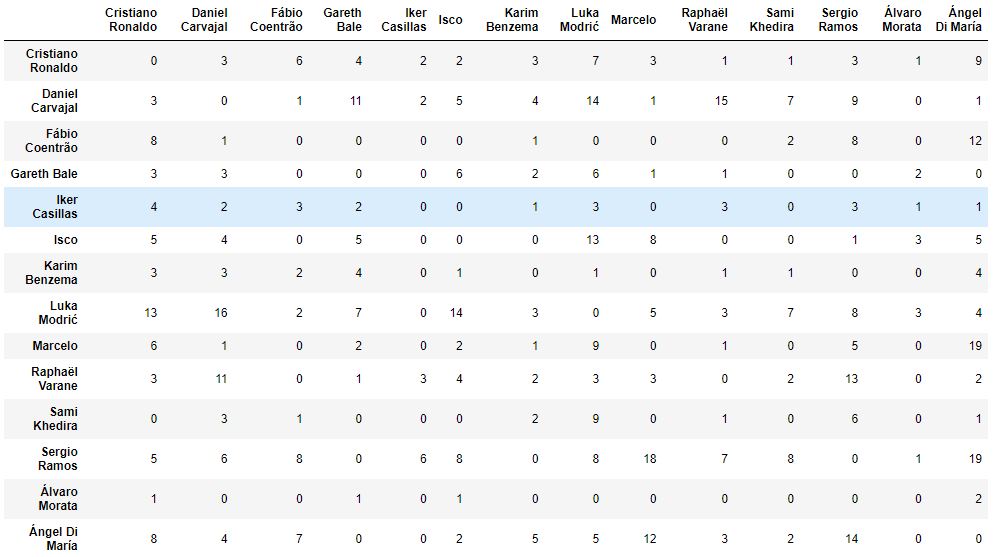 Cristiano Ronaldo Daniel Carvajal Fábio Coentrão Gareth Bale Iker Casillas Isco Karim Benzema Luka Modrić Marcelo Raphaël Varane Sami Khedira Sergio Ramos Álvaro Morata Ángel Di María
Cristiano Ronaldo 0 3 6 4 2 2 3 7 3 1 1 3 1 9
Daniel Carvajal 3 0 1 11 2 5 4 14 1 15 7 9 0 1
Fábio Coentrão 8 1 0 0 0 0 1 0 0 0 2 8 0 12
Gareth Bale 3 3 0 0 0 6 2 6 1 1 0 0 2 0
Iker Casillas 4 2 3 2 0 0 1 3 0 3 0 3 1 1
Isco 5 4 0 5 0 0 0 13 8 0 0 1 3 5
Karim Benzema 3 3 2 4 0 1 0 1 0 1 1 0 0 4
Luka Modrić 13 16 2 7 0 14 3 0 5 3 7 8 3 4
Marcelo 6 1 0 2 0 2 1 9 0 1 0 5 0 19
Raphaël Varane 3 11 0 1 3 4 2 3 3 0 2 13 0 2
Sami Khedira 0 3 1 0 0 0 2 9 0 1 0 6 0 1
Sergio Ramos 5 6 8 0 6 8 0 8 18 7 8 0 1 19
Álvaro Morata 1 0 0 1 0 1 0 0 0 0 0 0 0 2
Ángel Di María 8 4 7 0 0 2 5 5 12 3 2 14 0 0